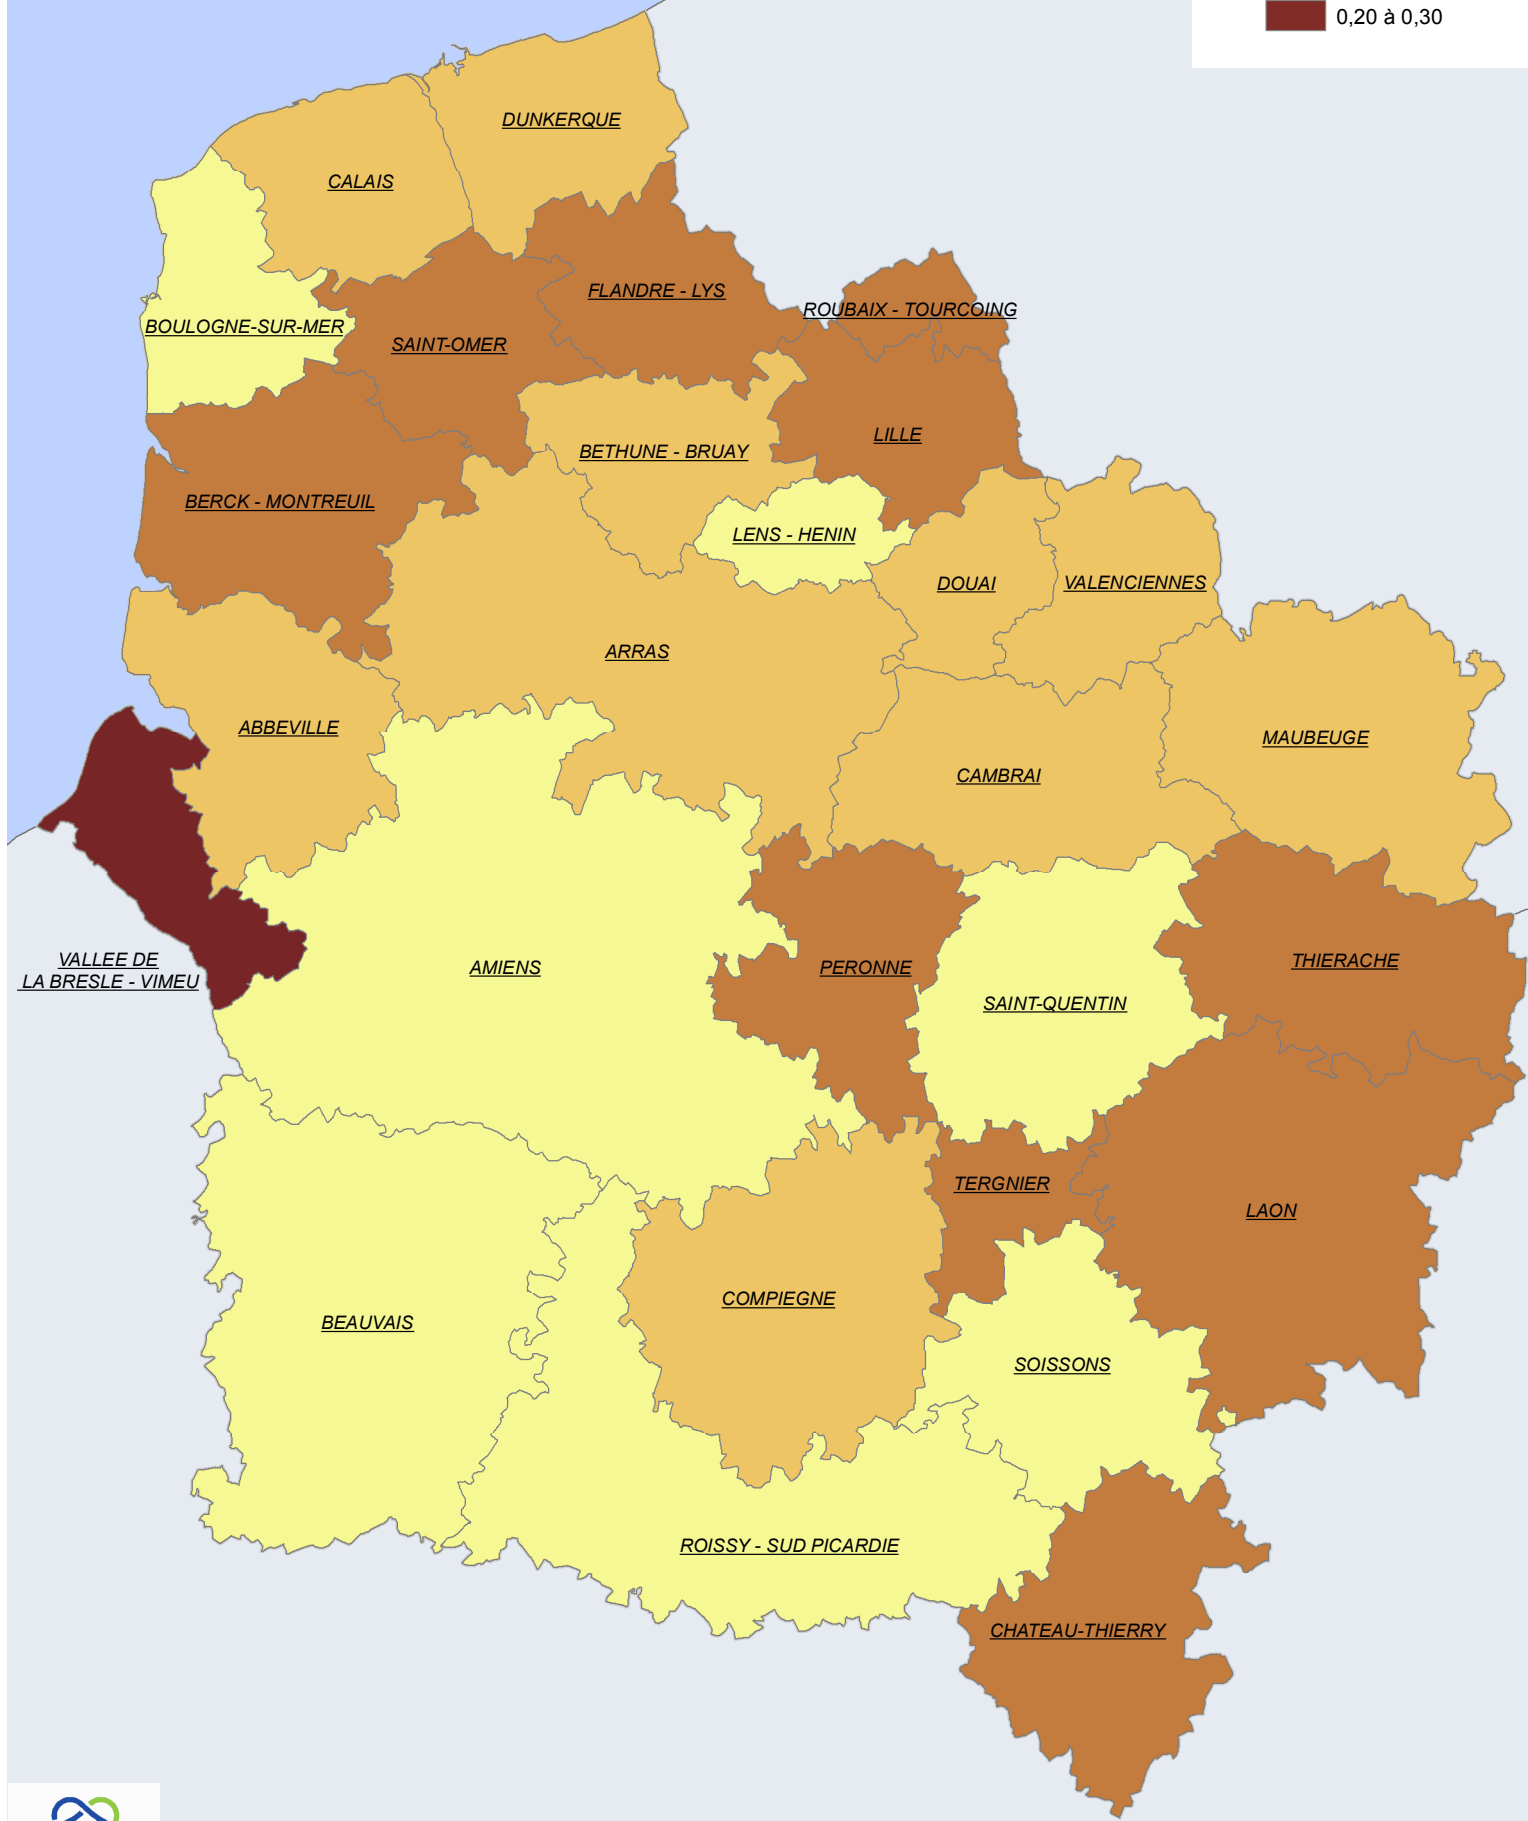 0,20 à 0,30
DUNKERQUE
CALAIS
FLANDRE - LYS
ROUBAIX - TOURCOING
BOULOGNE-SUR-MER
SAINT-OMER
LILLE
BETHUNE - BRUAY
BERCK - MONTREUIL
LENS - HENIN
DOUAI
VALENCIENNES
ARRAS
ABBEVILLE
MAUBEUGE
CAMBRAI
VALLEE DE
LA BRESLE - VIMEU
AMIENS
PERONNE
THIERACHE
SAINT-QUENTIN
TERGNIER
LAON
COMPIEGNE
BEAUVAIS
SOISSONS
ROISSY - SUD PICARDIE
CHATEAU-THIERRY